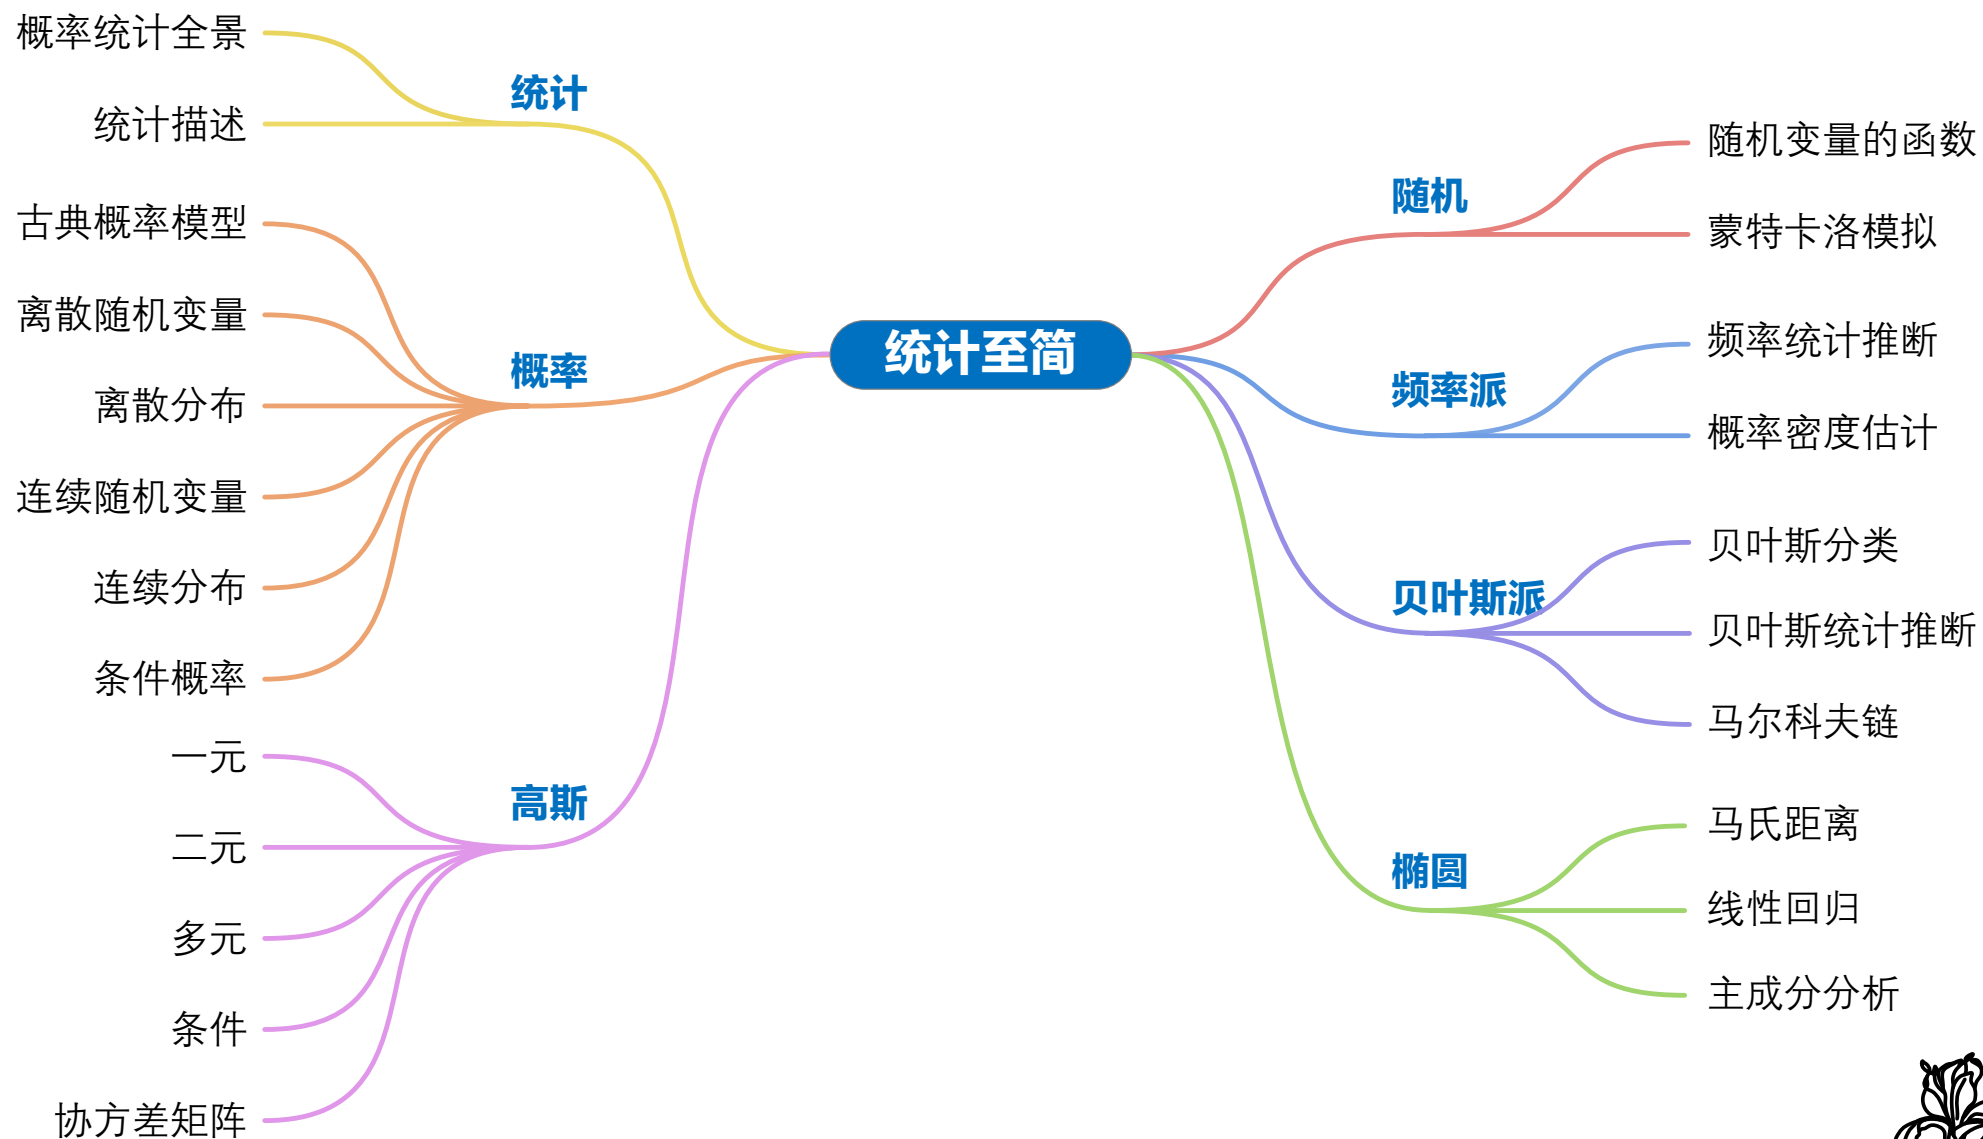 统计至简
统计
概率统计全景
统计描述
概率
古典概率模型
离散随机变量
离散分布
连续随机变量
连续分布
条件概率
高斯
一元
二元
多元
条件
协方差矩阵
随机
随机变量的函数
蒙特卡洛模拟
频率派
频率统计推断
概率密度估计
贝叶斯派
贝叶斯分类
贝叶斯统计推断
马尔科夫链
椭圆
马氏距离
线性回归
主成分分析